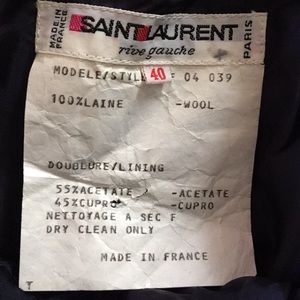 MADE IN FRANCE
SAINT LAURENT
rive gauche
PARIS
MODELE/STYLE 40 04 039
100%LAINE -WOOL
DOUBLURE/LINING
55%ACETATE -ACETATE
45%CUPRO -CUPRO
NETTOYAGE A SEC F
DRY CLEAN ONLY
MADE IN FRANCE
T